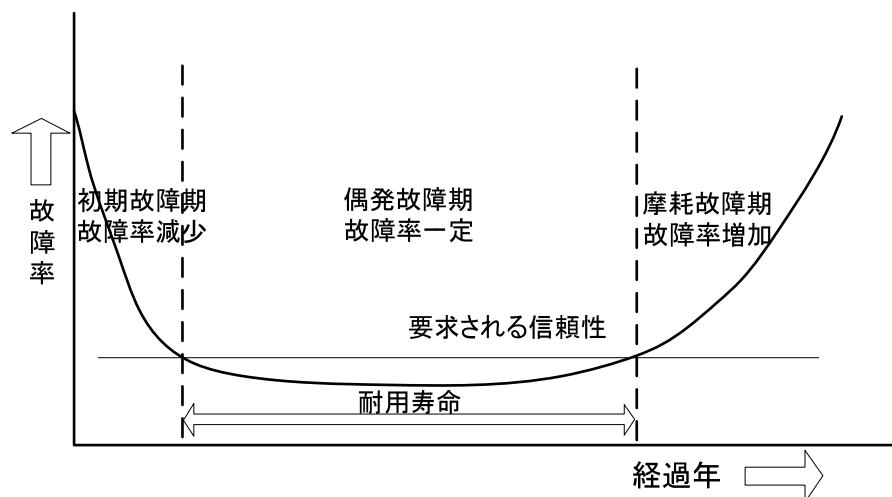 故障率
初期故障期
故障率減少
偶発故障期
故障率一定
摩耗故障期
故障率増加
要求される信頼性
耐用寿命
経過年